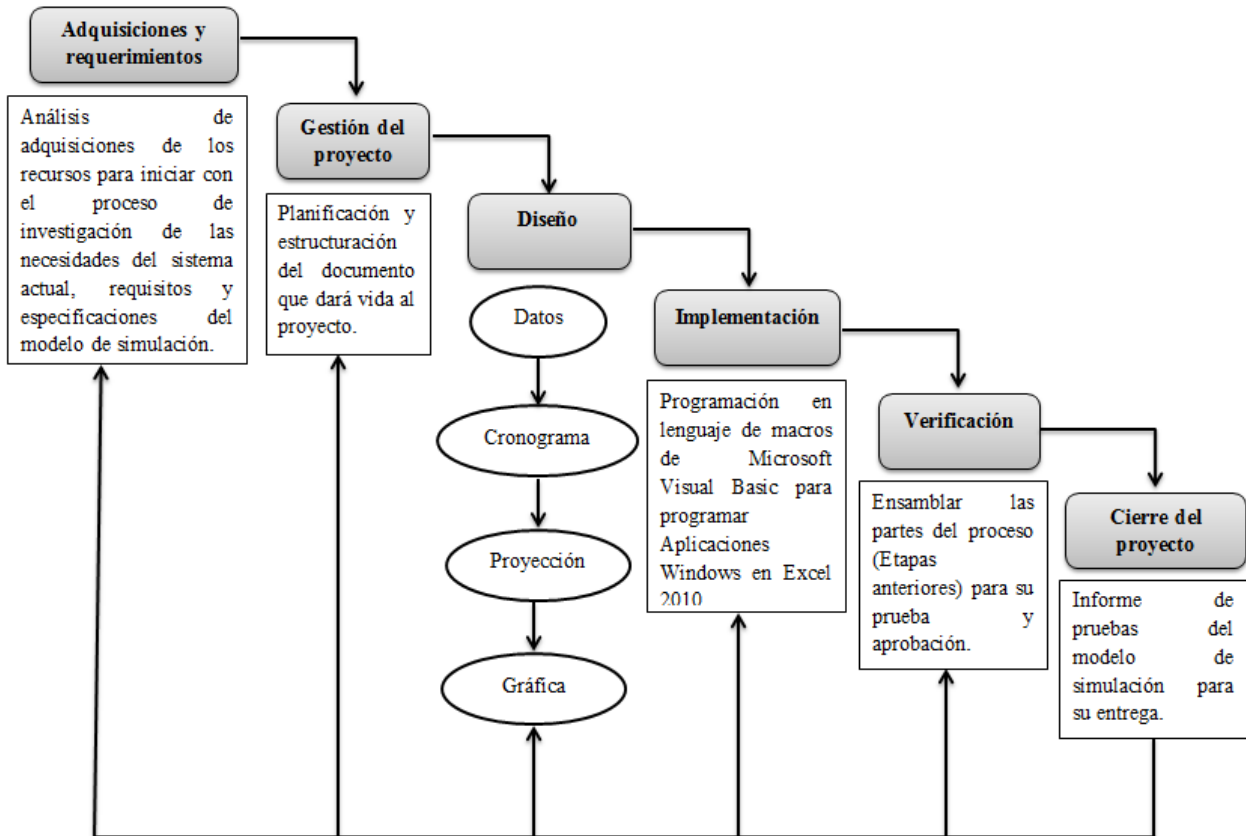 Adquisiciones y
requerimientos
Análisis de
adquisiciones de los
recursos para iniciar con
el proceso de
investigación de las
necesidades del sistema
actual, requisitos y
especificaciones del
modelo de simulación.
Gestión del
proyecto
Planificación y
estructuración
del documento
que dará vida al
proyecto.
Diseño
Datos
Cronograma
Proyección
Gráfica
Implementación
Programación en
lenguaje de macros
de Microsoft
Visual Basic para
programar
Aplicaciones
Windows en Excel
2010
Verificación
Ensamblar las
partes del proceso
(Etapas
anteriores) para su
prueba y
aprobación.
Cierre del
proyecto
Informe de
pruebas del
modelo de
simulación para
su entrega.